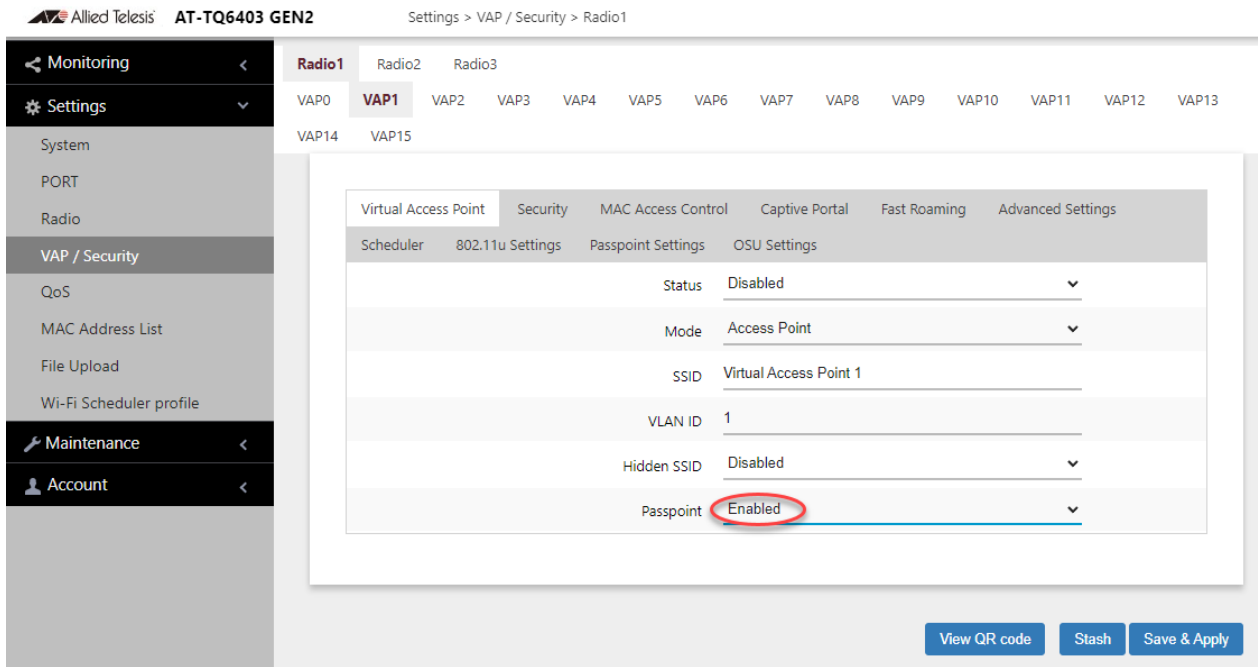 Allied Telesis AT-TQ6403 GEN2 Settings > VAP / Security > Radio1
Monitoring
Settings
System
PORT
Radio
VAP / Security
QoS
MAC Address List
File Upload
Wi-Fi Scheduler profile
Maintenance
Account
Radio1 Radio2 Radio3
VAP0 VAP1 VAP2 VAP3 VAP4 VAP5 VAP6 VAP7 VAP8 VAP9 VAP10 VAP11 VAP12 VAP13
VAP14 VAP15
Virtual Access Point Security MAC Access Control Captive Portal Fast Roaming Advanced Settings
Scheduler 802.11u Settings Passpoint Settings OSU Settings
Status Disabled
Mode Access Point
SSID Virtual Access Point 1
VLAN ID 1
Hidden SSID Disabled
Passpoint Enabled
View QR code Stash Save & Apply